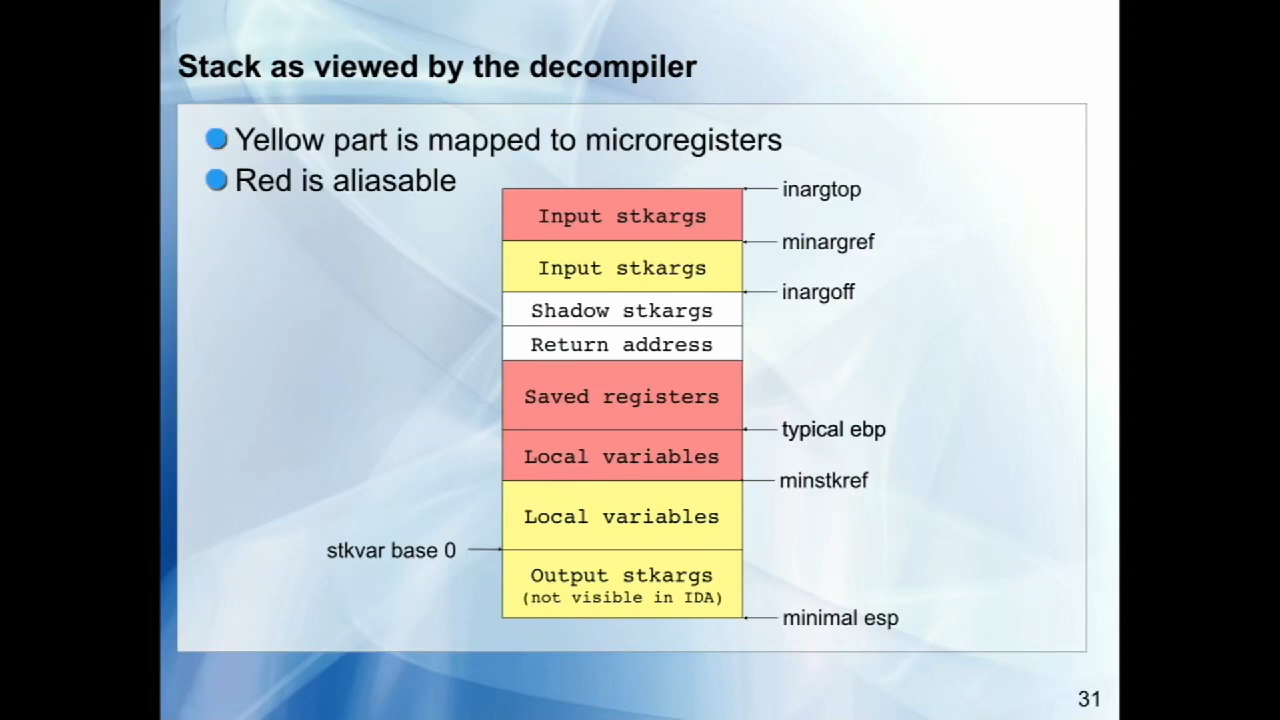 Stack as viewed by the decompiler
Yellow part is mapped to microregisters
Red is aliasable
inargtop
Input stkargs
minargref
Input stkargs
inargoff
Shadow stkargs
Return address
Saved registers
typical ebp
Local variables
minstkref
Local variables
stkvar base 0
Output stkargs
(not visible in IDA)
minimal esp
31